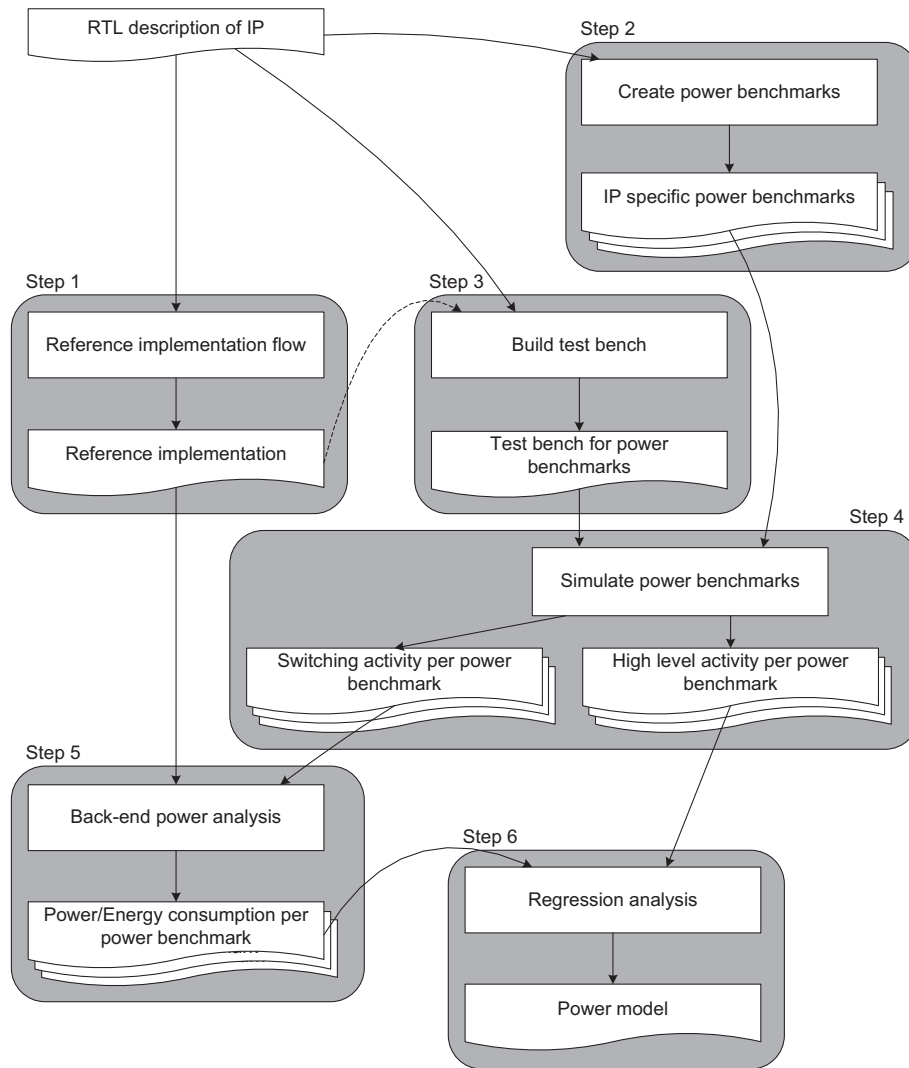 RTL description of IP
Step 2
Create power benchmarks
IP specific power benchmarks
Step 1
Reference implementation flow
Reference implementation
Step 3
Build test bench
Test bench for power
benchmarks
Step 4
Simulate power benchmarks
Switching activity per power
benchmark
High level activity per power
benchmark
Step 5
Back-end power analysis
Power/Energy consumption per
power benchmark
Step 6
Regression analysis
Power model